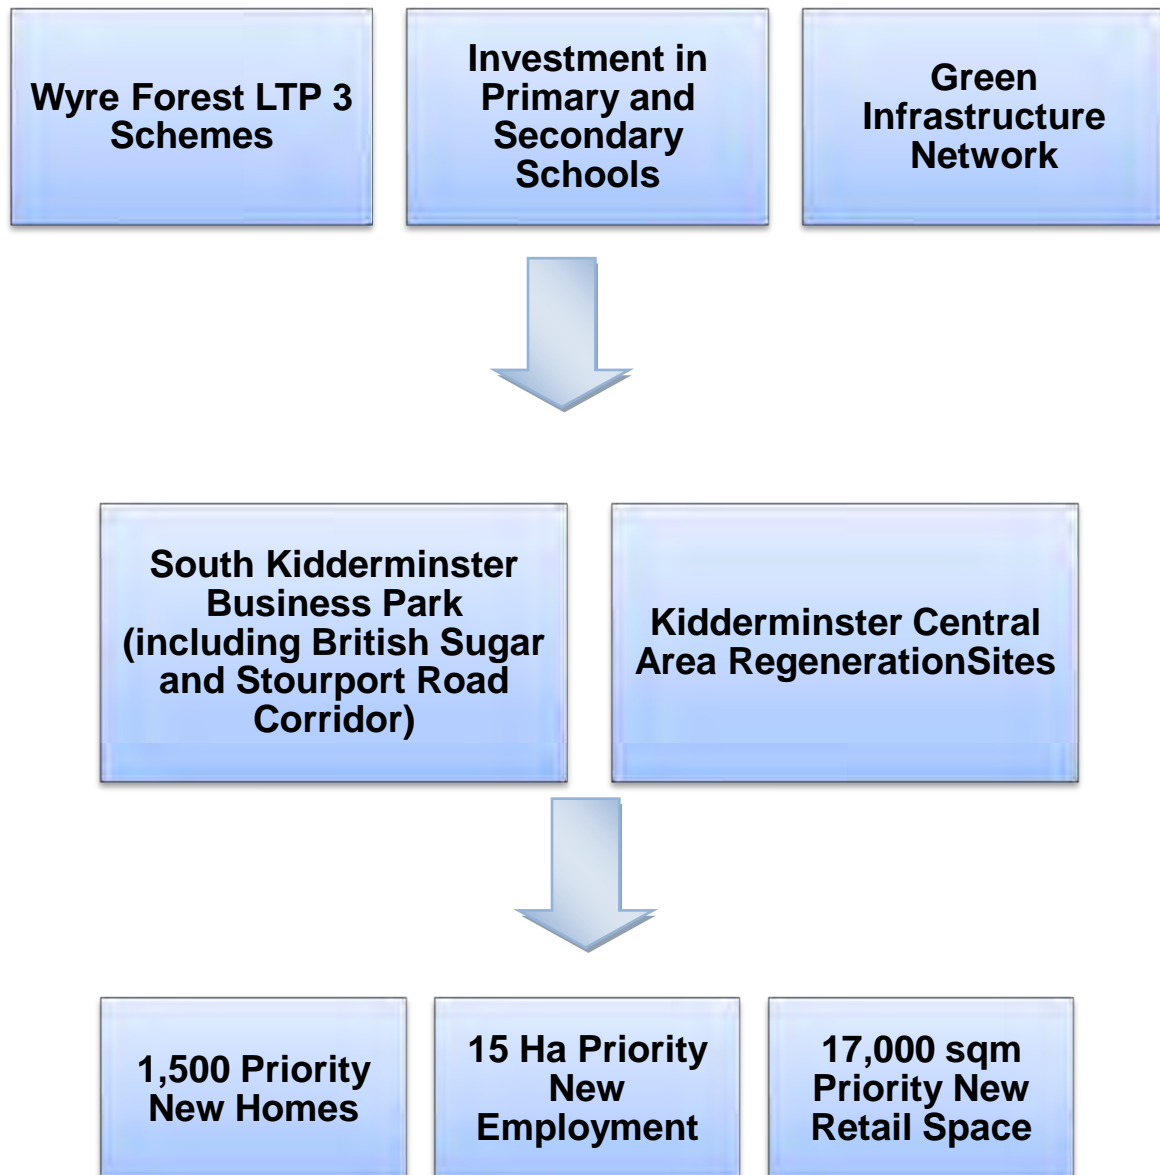 Wyre Forest LTP 3
Schemes
Investment in
Primary and
Secondary
Schools
Green
Infrastructure
Network
South Kidderminster
Business Park
(including British Sugar
and Stourport Road
Corridor)
Kidderminster Central
Area RegenerationSites
1,500 Priority
New Homes
15 Ha Priority
New
Employment
17,000 sqm
Priority New
Retail Space